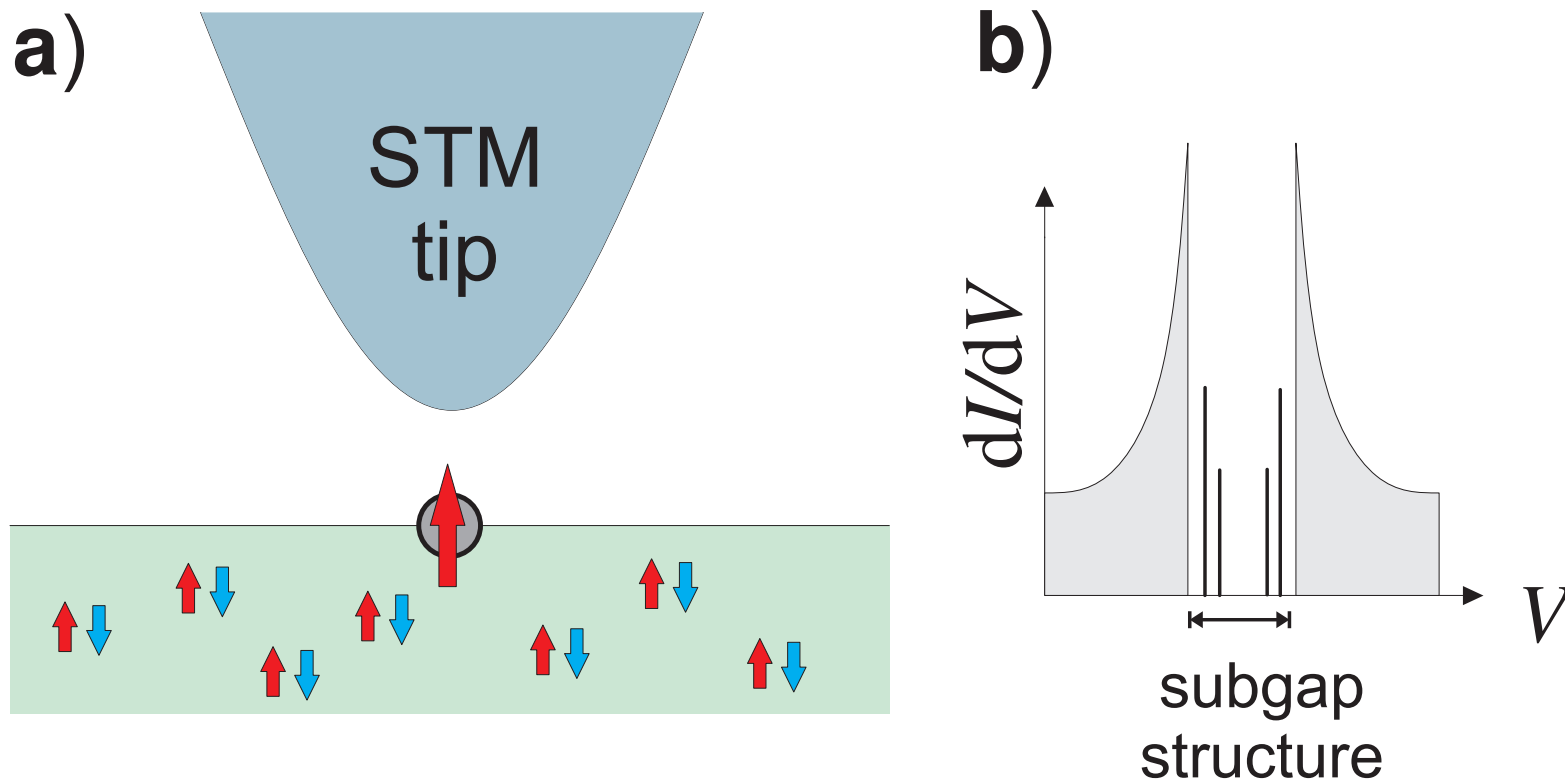 a)
STM
tip
b)
dI/dV
V
subgap
structure